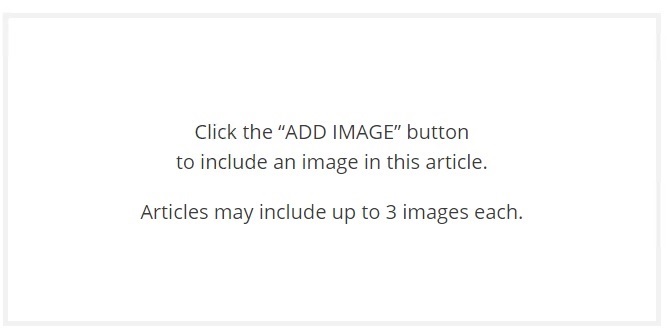 Click the “ADD IMAGE” button
to include an image in this article.
Articles may include up to 3 images each.